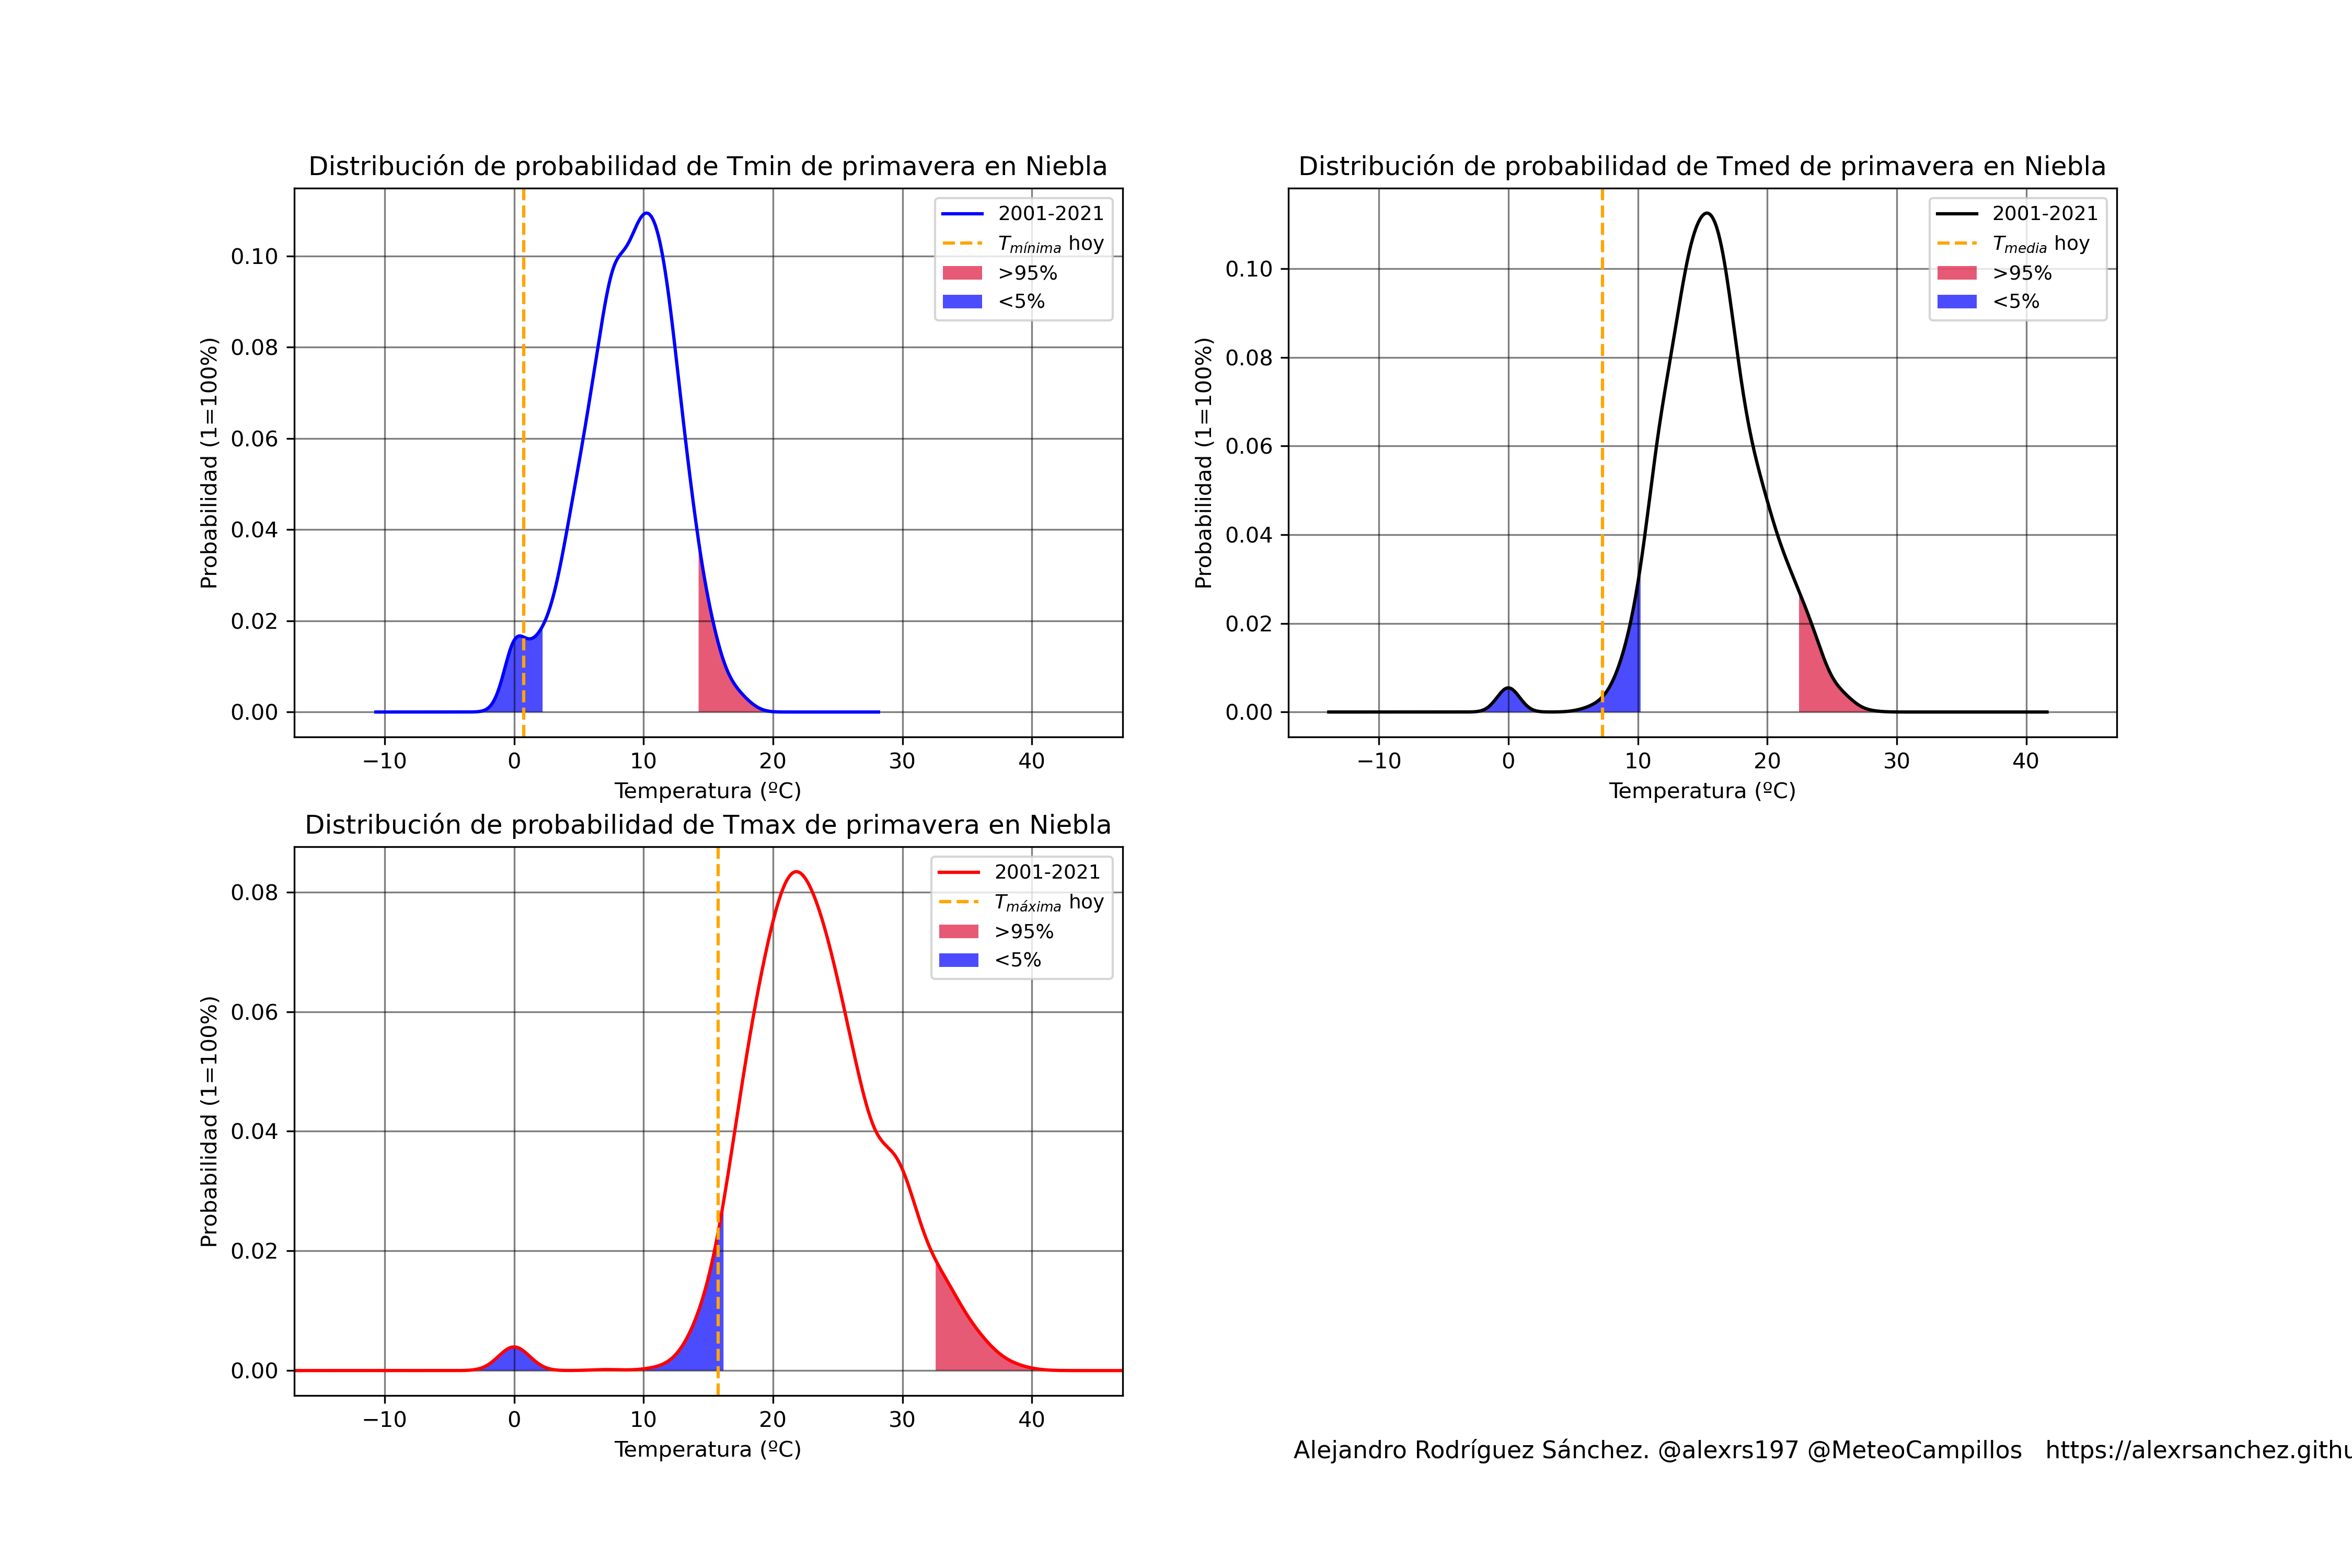 Distribución de probabilidad de Tmin de primavera en Niebla
Probabilidad (1=100%)
0.10
0.08
0.06
0.04
0.02
0.00
−10 0 10 20 30 40
Temperatura (ºC)
2001-2021
Tmínima hoy
>95%
<5%
Distribución de probabilidad de Tmed de primavera en Niebla
Probabilidad (1=100%)
0.10
0.08
0.06
0.04
0.02
0.00
−10 0 10 20 30 40
Temperatura (ºC)
2001-2021
Tmedia hoy
>95%
<5%
Distribución de probabilidad de Tmax de primavera en Niebla
Probabilidad (1=100%)
0.08
0.06
0.04
0.02
0.00
−10 0 10 20 30 40
Temperatura (ºC)
2001-2021
Tmáxima hoy
>95%
<5%
Alejandro Rodríguez Sánchez. @alexrs197 @MeteoCampillos https://alexrsanchez.githu